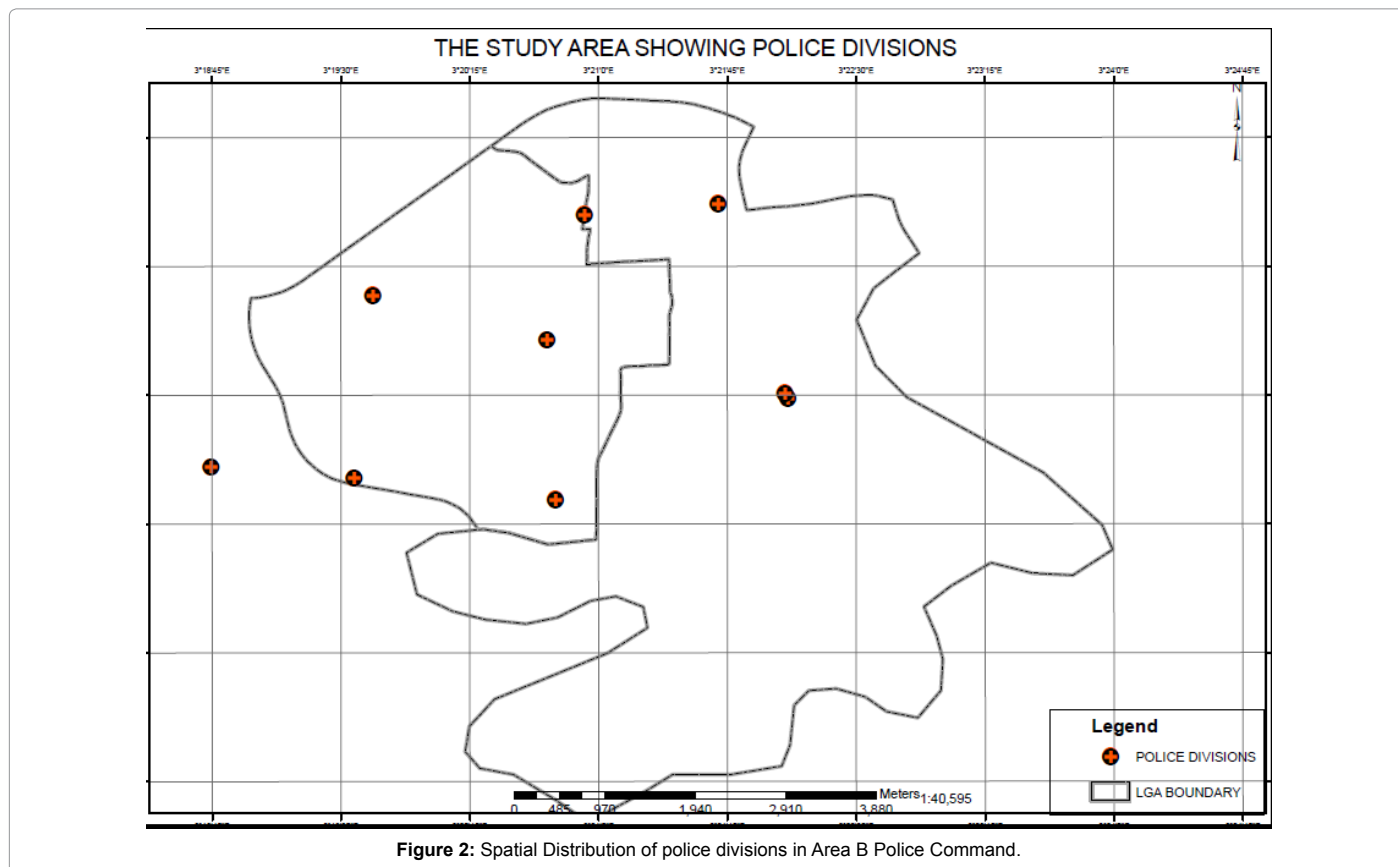 THE STUDY AREA SHOWING POLICE DIVISIONS
3°18'45"E 3°19'30"E 3°20'15"E 3°21'0"E 3°21'45"E 3°22'30"E 3°23'15"E 3°24'0"E 3°24'45"E
N
Legend
POLICE DIVISIONS
LGA BOUNDARY
Meters 1:40,595
0 485 970 1,940 2,910 3,880
Figure 2: Spatial Distribution of police divisions in Area B Police Command.